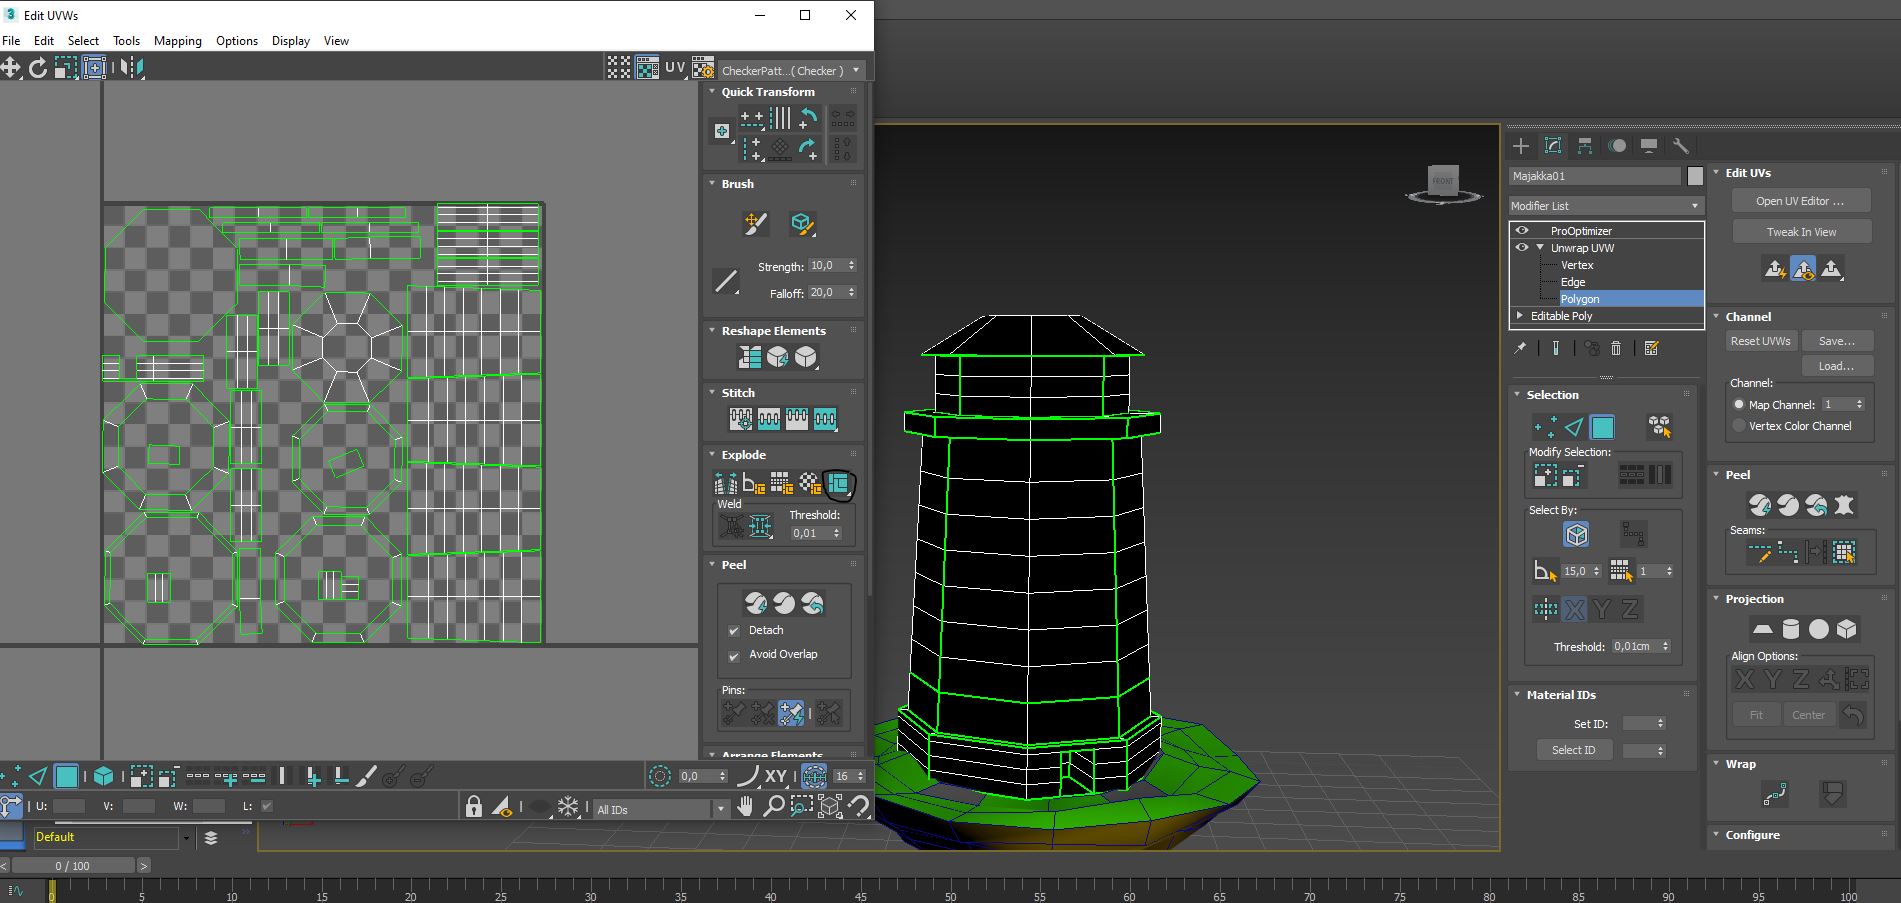 3 Edit UVWs
File Edit Select Tools Mapping Options Display View
UV CheckerPatt...( Checker )
Quick Transform
Brush
Strength: 10,0
Falloff: 20,0
Reshape Elements
Stitch
Explode
Weld
Threshold:
0,01
Peel
Detach
Avoid Overlap
Pins:
Arrange Elements
0,0 XY 16
U: V: W: L: All IDs
Default
0 / 100
< >
0 5 10 15 20 25 30 35 40 45 50 55 60 65 70 75 80 85 90 95 100
FRONT
Majakka01
Modifier List
ProOptimizer
Unwrap UVW
Vertex
Edge
Polygon
Editable Poly
Selection
Modify Selection:
Select By:
15,0 1
X Y Z
Threshold: 0,01cm
Material IDs
Set ID:
Select ID
Edit UVs
Open UV Editor ...
Tweak In View
Channel
Reset UVWs Save...
Load...
Channel:
Map Channel: 1
Vertex Color Channel
Peel
Seams:
Projection
Align Options:
X Y Z
Fit Center
Wrap
Configure